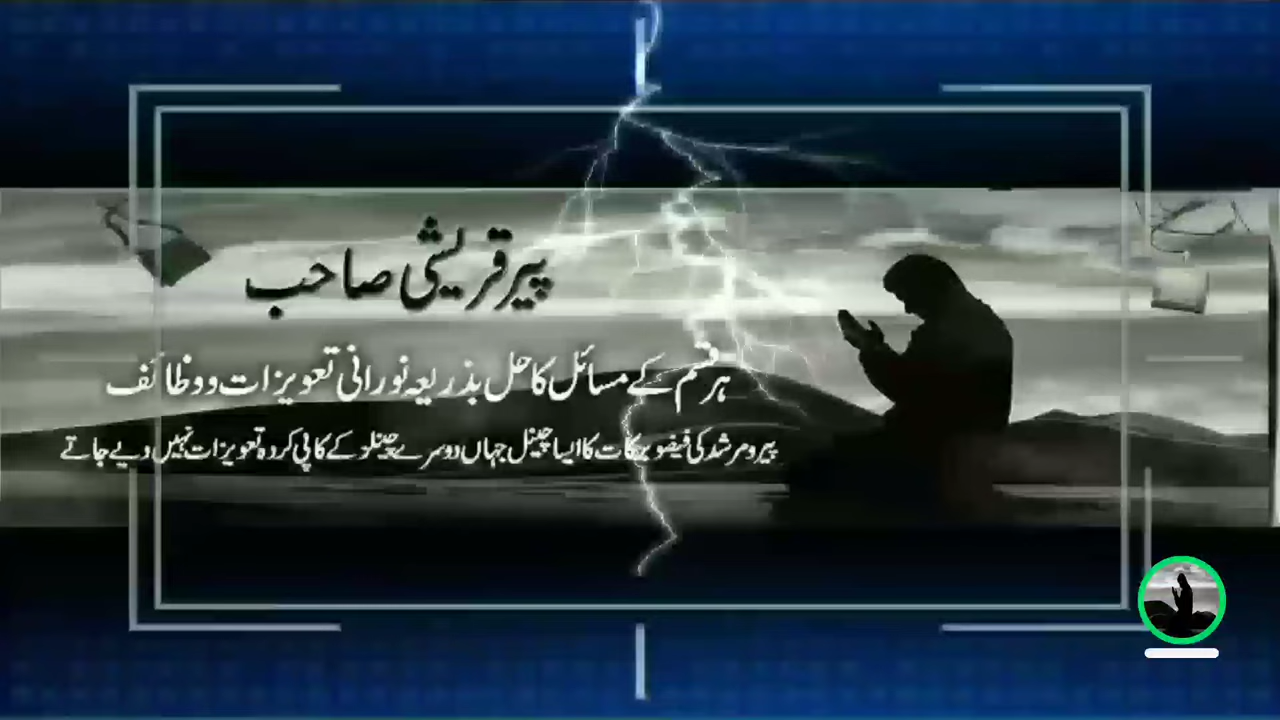 پیر قریشی صاحب
ہر قسم کے مسائل کا حل بذریعہ نورانی تعویزات و وظائف
پیر و مرشد کی فیض و برکات کا ایسا چینل جہاں دوسرے چینلو کے کاپی کردہ تعویزات نہیں دیے جاتے